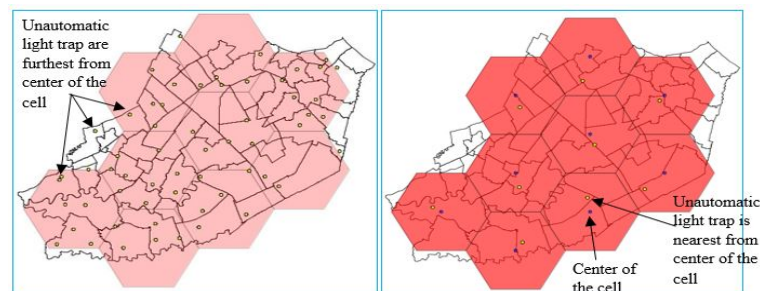 Unautomatic
light trap are
furthest from
center of the
cell
Unautomatic
light trap is
nearest from
center of the
cell
Center of
the cell